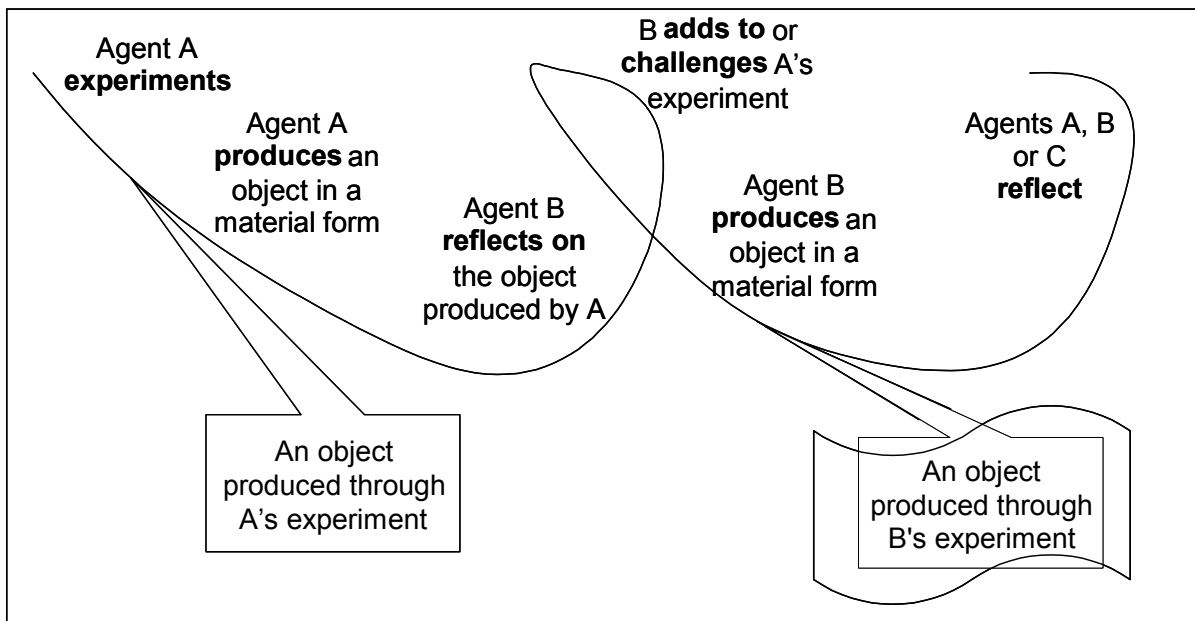 Agent A
experiments
Agent A
produces an
object in a
material form
Agent B
reflects on
the object
produced by A
B adds to or
challenges A's
experiment
Agent B
produces an
object in a
material form
Agents A, B
or C
reflect
An object
produced through
A's experiment
An object
produced through
B's experiment